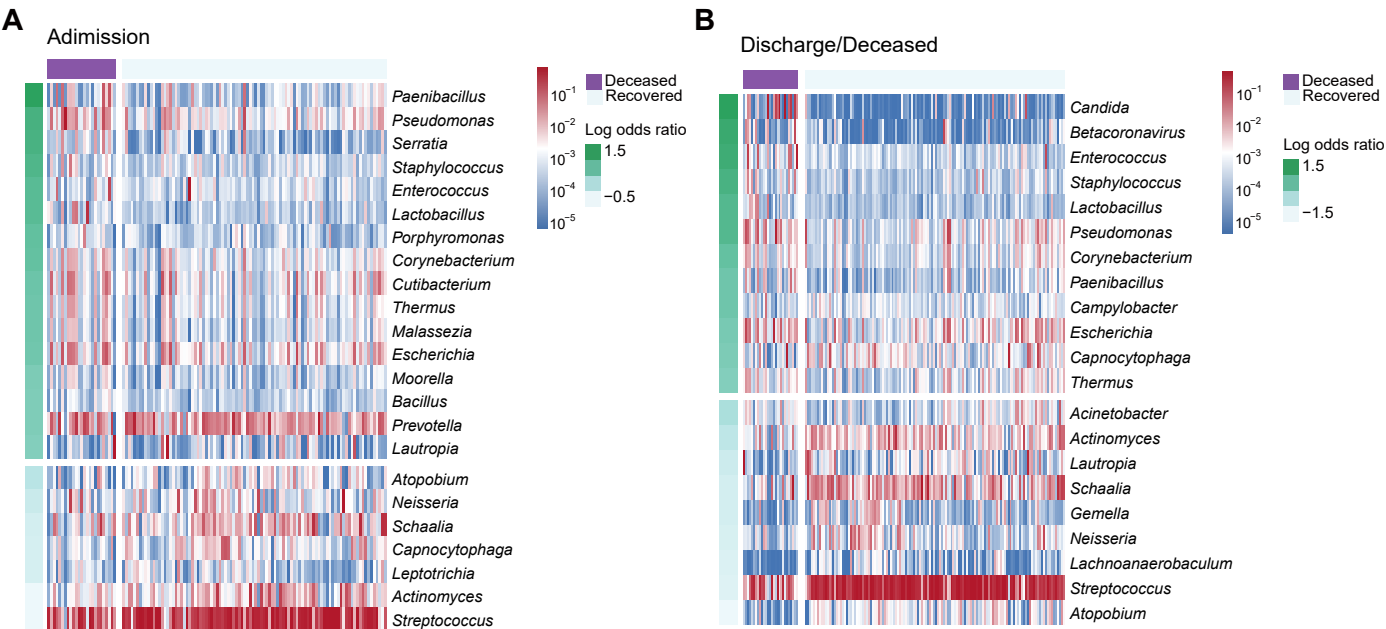 A
Adimission
Paenibacillus
Pseudomonas
Serratia
Staphylococcus
Enterococcus
Lactobacillus
Porphyromonas
Corynebacterium
Cutibacterium
Thermus
Malassezia
Escherichia
Moorella
Bacillus
Prevotella
Lautropia
Atopobium
Neisseria
Schaalia
Capnocytophaga
Leptotrichia
Actinomyces
Streptococcus
10⁻¹
10⁻²
10⁻³
10⁻⁴
10⁻⁵
Deceased
Recovered
Log odds ratio
1.5
−0.5
B
Discharge/Deceased
Candida
Betacoronavirus
Enterococcus
Staphylococcus
Lactobacillus
Pseudomonas
Corynebacterium
Paenibacillus
Campylobacter
Escherichia
Capnocytophaga
Thermus
Acinetobacter
Actinomyces
Lautropia
Schaalia
Gemella
Neisseria
Lachnoanaerobaculum
Streptococcus
Atopobium
10⁻¹
10⁻²
10⁻³
10⁻⁴
10⁻⁵
Deceased
Recovered
Log odds ratio
1.5
−1.5